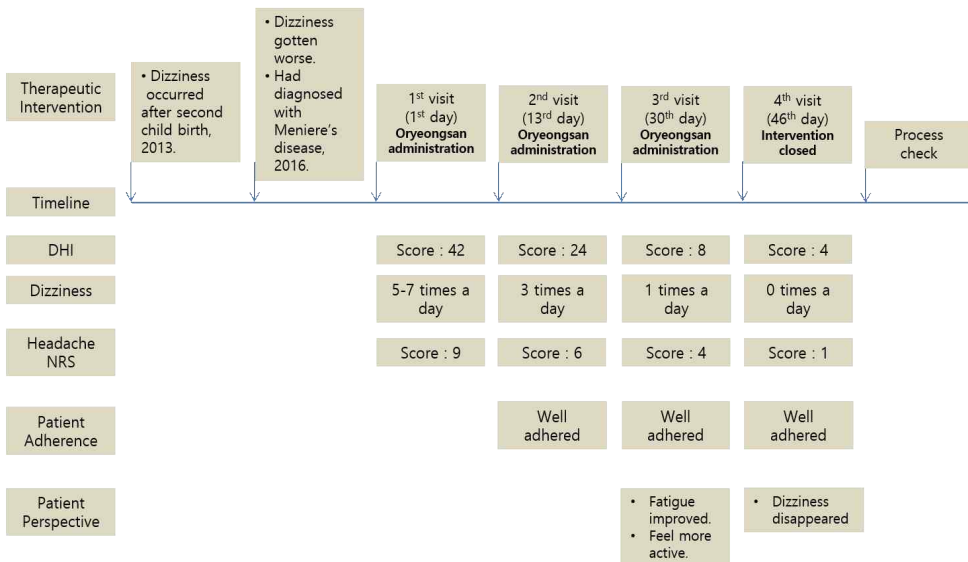 Therapeutic
Intervention
• Dizziness
occurred
after second
child birth,
2013.
• Dizziness
gotten
worse.
• Had
diagnosed
with
Meniere's
disease,
2016.
1st visit
(1st day)
Oryeongsan
administration
2nd visit
(13rd day)
Oryeongsan
administration
3rd visit
(30th day)
Oryeongsan
administration
4th visit
(46th day)
Intervention
closed
Process
check
Timeline
DHI
Score : 42
Score : 24
Score : 8
Score : 4
Dizziness
5-7 times a
day
3 times a
day
1 times a
day
0 times a
day
Headache
NRS
Score : 9
Score : 6
Score : 4
Score : 1
Patient
Adherence
Well
adhered
Well
adhered
Well
adhered
Patient
Perspective
• Fatigue
improved.
• Feel more
active.
• Dizziness
disappeared